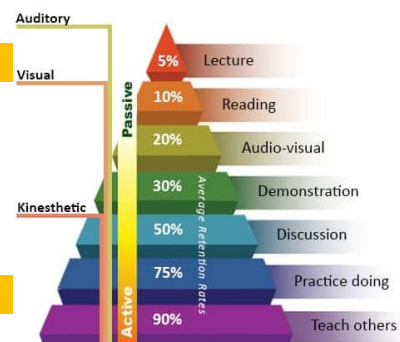 Auditory
5% Lecture
Visual
10% Reading
Passive
20% Audio-visual
30% Demonstration
Average Retention Rates
Kinesthetic
50% Discussion
75% Practice doing
Active
90% Teach others